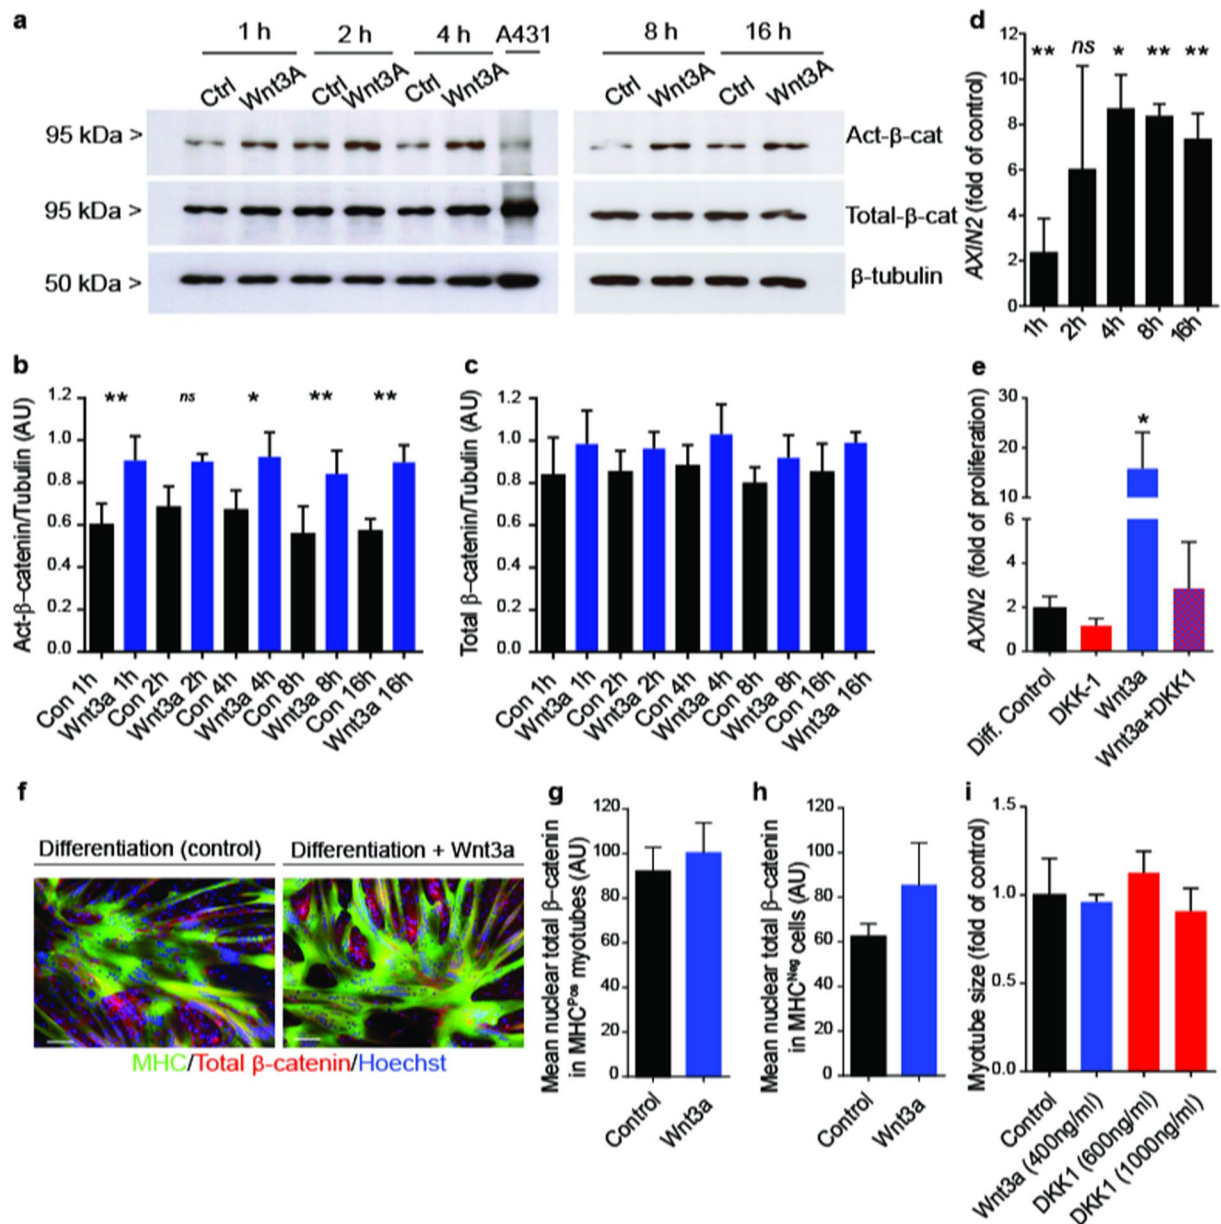 a
1 h 2 h 4 h A431 8 h 16 h
Ctrl Wnt3A Ctrl Wnt3A Ctrl Wnt3A Ctrl Wnt3A Ctrl Wnt3A
95 kDa >
Act-β-cat
95 kDa >
Total-β-cat
50 kDa >
β-tubulin
d
AXIN2 (fold of control)
12
10
8
6
4
2
0
** ns * ** **
1h 2h 4h 8h 16h
b
Act-β-catenin/Tubulin (AU)
1.2
1.0
0.8
0.6
0.4
0.2
0.0
** ns * ** **
Con 1h
Wnt3a 1h
Con 2h
Wnt3a 2h
Con 4h
Wnt3a 4h
Con 8h
Wnt3a 8h
Con 16h
Wnt3a 16h
c
Total β-catenin/Tubulin (AU)
1.2
1.0
0.8
0.6
0.4
0.2
0.0
Con 1h
Wnt3a 1h
Con 2h
Wnt3a 2h
Con 4h
Wnt3a 4h
Con 8h
Wnt3a 8h
Con 16h
Wnt3a 16h
e
AXIN2 (fold of proliferation)
30
20
10
6
4
2
0
*
Diff. Control
DKK-1
Wnt3a
Wnt3a+DKK1
f
Differentiation (control)
Differentiation + Wnt3a
MHC/Total β-catenin/Hoechst
g
Mean nuclear total β-catenin
in MHCPos myotubes (AU)
120
100
80
60
40
20
0
Control
Wnt3a
h
Mean nuclear total β-catenin
in MHCNeg cells (AU)
120
100
80
60
40
20
0
Control
Wnt3a
i
Myotube size (fold of control)
1.5
1.0
0.5
0.0
Control
Wnt3a (400ng/ml)
DKK1 (600ng/ml)
DKK1 (1000ng/ml)